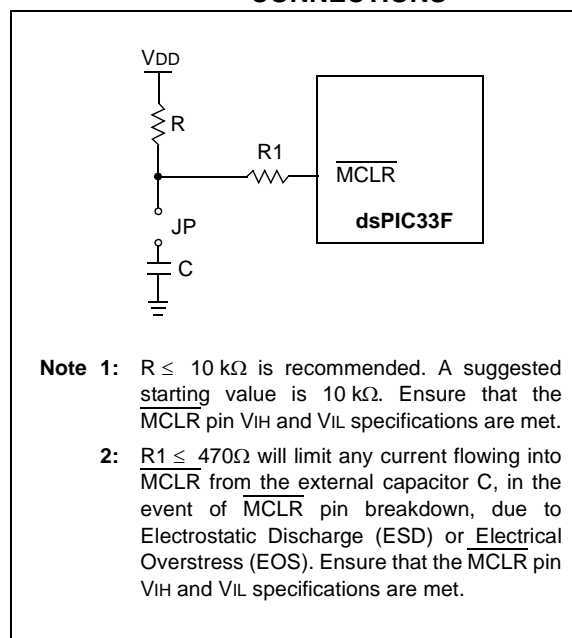 CONNECTIONS
VDD
R
R1
MCLR
dsPIC33F
JP
C
Note 1: R ≤ 10 kΩ is recommended. A suggested
starting value is 10 kΩ. Ensure that the
MCLR pin VIH and VIL specifications are met.
2: R1 ≤ 470Ω will limit any current flowing into
MCLR from the external capacitor C, in the
event of MCLR pin breakdown, due to
Electrostatic Discharge (ESD) or Electrical
Overstress (EOS). Ensure that the MCLR pin
VIH and VIL specifications are met.